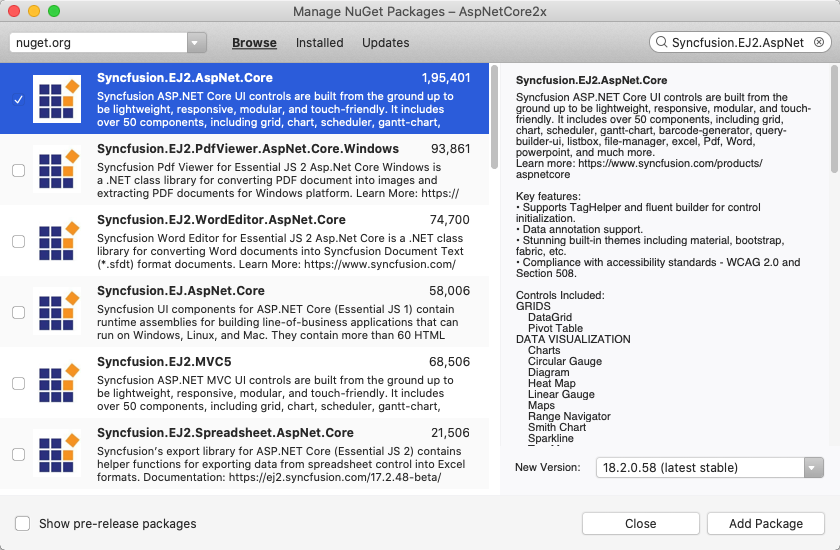 Manage NuGet Packages – AspNetCore2x
nuget.org
Browse
Installed
Updates
Syncfusion.EJ2.AspNet
Syncfusion.EJ2.AspNet.Core 1,95,401
Syncfusion ASP.NET Core UI controls are built from the ground up to
be lightweight, responsive, modular, and touch-friendly. It includes
over 50 components, including grid, chart, scheduler, gantt-chart,
Syncfusion.EJ2.PdfViewer.AspNet.Core.Windows 93,861
Syncfusion Pdf Viewer for Essential JS 2 Asp.Net Core Windows is
a .NET class library for converting PDF document into images and
extracting PDF documents for Windows platform. Learn More: https://
Syncfusion.EJ2.WordEditor.AspNet.Core 74,700
Syncfusion Word Editor for Essential JS 2 Asp.Net Core is a .NET class
library for converting Word documents into Syncfusion Document Text
(*.sfdt) format documents. Learn More: https://www.syncfusion.com/
Syncfusion.EJ.AspNet.Core 58,006
Syncfusion UI components for ASP.NET Core (Essential JS 1) contain
runtime assemblies for building line-of-business applications that can
run on Windows, Linux, and Mac. They contain more than 60 HTML
Syncfusion.EJ2.MVC5 68,506
Syncfusion ASP.NET MVC UI controls are built from the ground up to
be lightweight, responsive, modular, and touch-friendly. It includes
over 50 components, including grid, chart, scheduler, gantt-chart,
Syncfusion.EJ2.Spreadsheet.AspNet.Core 21,506
Syncfusion's export library for ASP.NET Core (Essential JS 2) contains
helper functions for exporting data from spreadsheet control into Excel
formats. Documentation: https://ej2.syncfusion.com/17.2.48-beta/
Syncfusion.EJ2.AspNet.Core
Syncfusion ASP.NET Core UI controls are built from the
ground up to be lightweight, responsive, modular, and touch-
friendly. It includes over 50 components, including grid,
chart, scheduler, gantt-chart, barcode-generator, query-
builder-ui, listbox, file-manager, excel, Pdf, Word,
powerpoint, and much more.
Learn more: https://www.syncfusion.com/products/
aspnetcore
Key features:
• Supports TagHelper and fluent builder for control
initialization.
• Data annotation support.
• Stunning built-in themes including material, bootstrap,
fabric, etc.
• Compliance with accessibility standards - WCAG 2.0 and
Section 508.
Controls Included:
GRIDS
DataGrid
Pivot Table
DATA VISUALIZATION
Charts
Circular Gauge
Diagram
Heat Map
Linear Gauge
Maps
Range Navigator
Smith Chart
Sparkline
New Version:
18.2.0.58 (latest stable)
Show pre-release packages
Close
Add Package